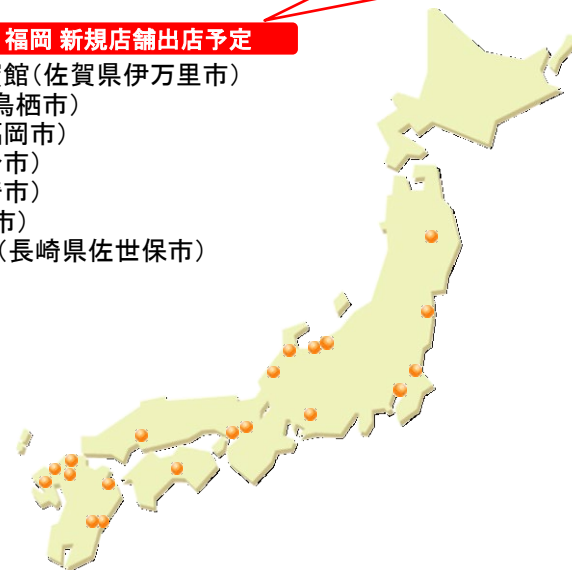 福岡 新規店舗出店予定
館（佐賀県伊万里市）
鳥栖市）
岡市）
市）
市）
市）
（長崎県佐世保市）